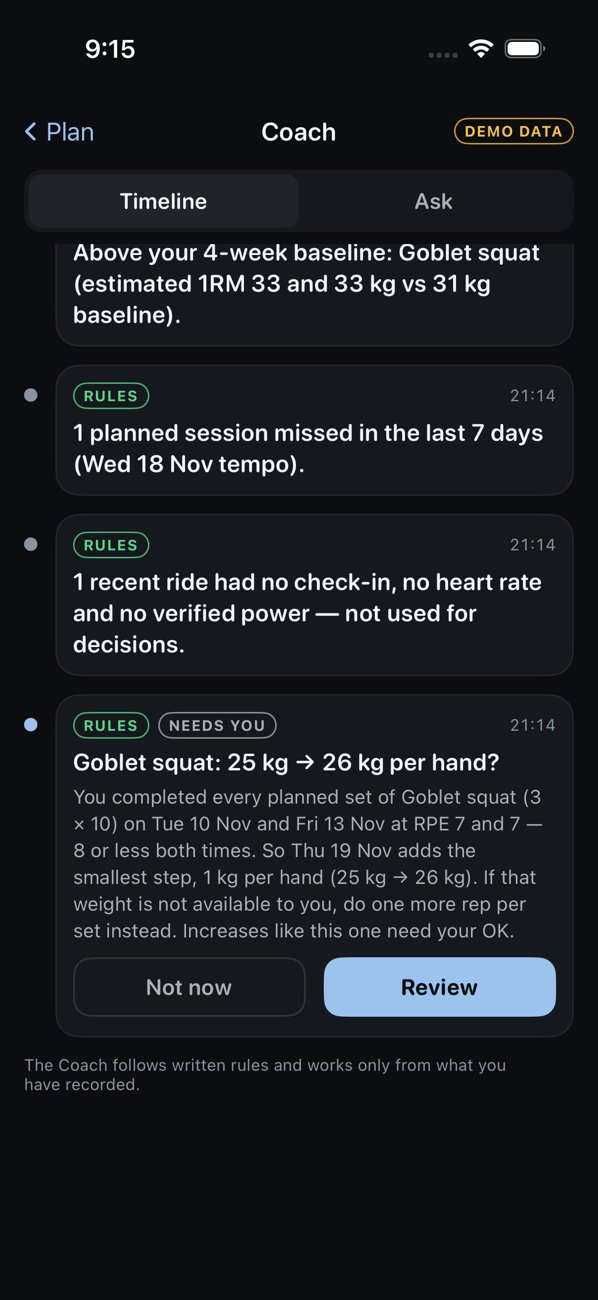 9:15
Plan
Coach
DEMO DATA
Timeline
Ask
Above your 4-week baseline: Goblet squat
(estimated 1RM 33 and 33 kg vs 31 kg
baseline).
RULES
21:14
1 planned session missed in the last 7 days
(Wed 18 Nov tempo).
RULES
21:14
1 recent ride had no check-in, no heart rate
and no verified power — not used for
decisions.
RULES
NEEDS YOU
21:14
Goblet squat: 25 kg → 26 kg per hand?
You completed every planned set of Goblet squat (3
× 10) on Tue 10 Nov and Fri 13 Nov at RPE 7 and 7 —
8 or less both times. So Thu 19 Nov adds the
smallest step, 1 kg per hand (25 kg → 26 kg). If that
weight is not available to you, do one more rep per
set instead. Increases like this one need your OK.
Not now
Review
The Coach follows written rules and works only from what you
have recorded.